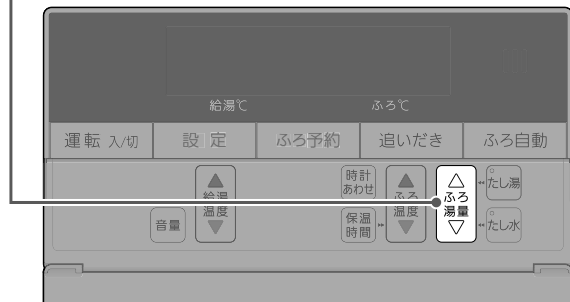 給湯℃ ふろ℃
運転 入/切 設定 ふろ予約 追いだき ふろ自動
時計
あわせ
給湯
温度
ふろ
温度
ふろ
湯量
たし湯
音量
保温
時間
たし水